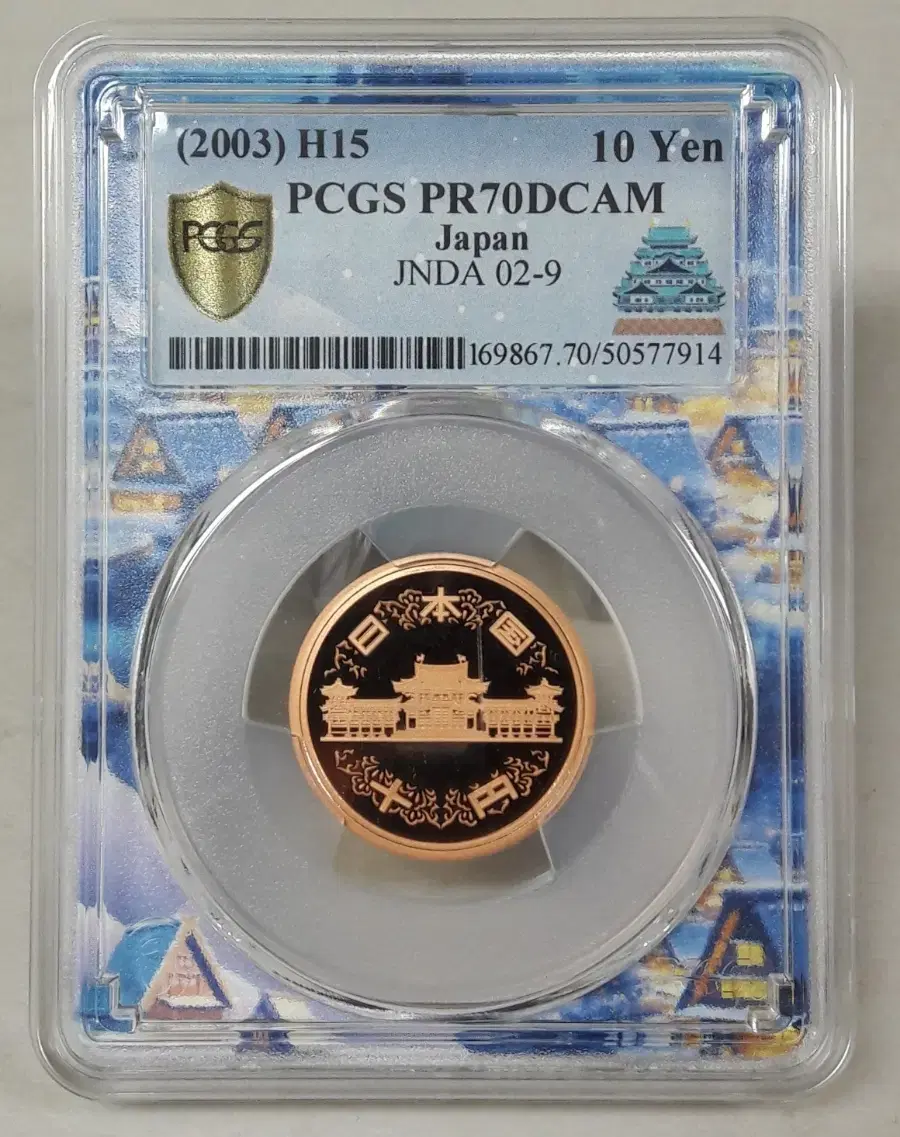 (2003) H15 10 Yen
PCGS PR70DCAM
PCGS
Japan
JNDA 02-9
169867.70/50577914
日本国
十円